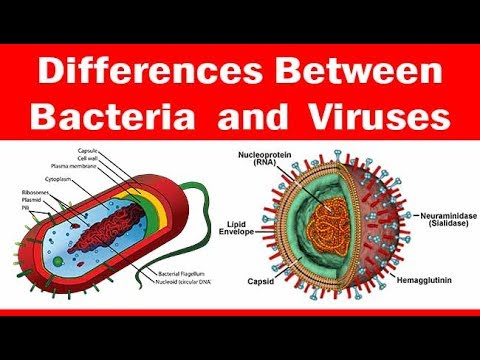 Differences Between
Bacteria and Viruses
Capsule
Cell wall
Plasma membrane
Cytoplasm
Ribosomes
Plasmid
Pili
Bacterial Flagellum
Nucleoid (circular DNA)
Nucleoprotein
(RNA)
Lipid
Envelope
Capsid
Neuraminidase
(Sialidase)
Hemagglutinin